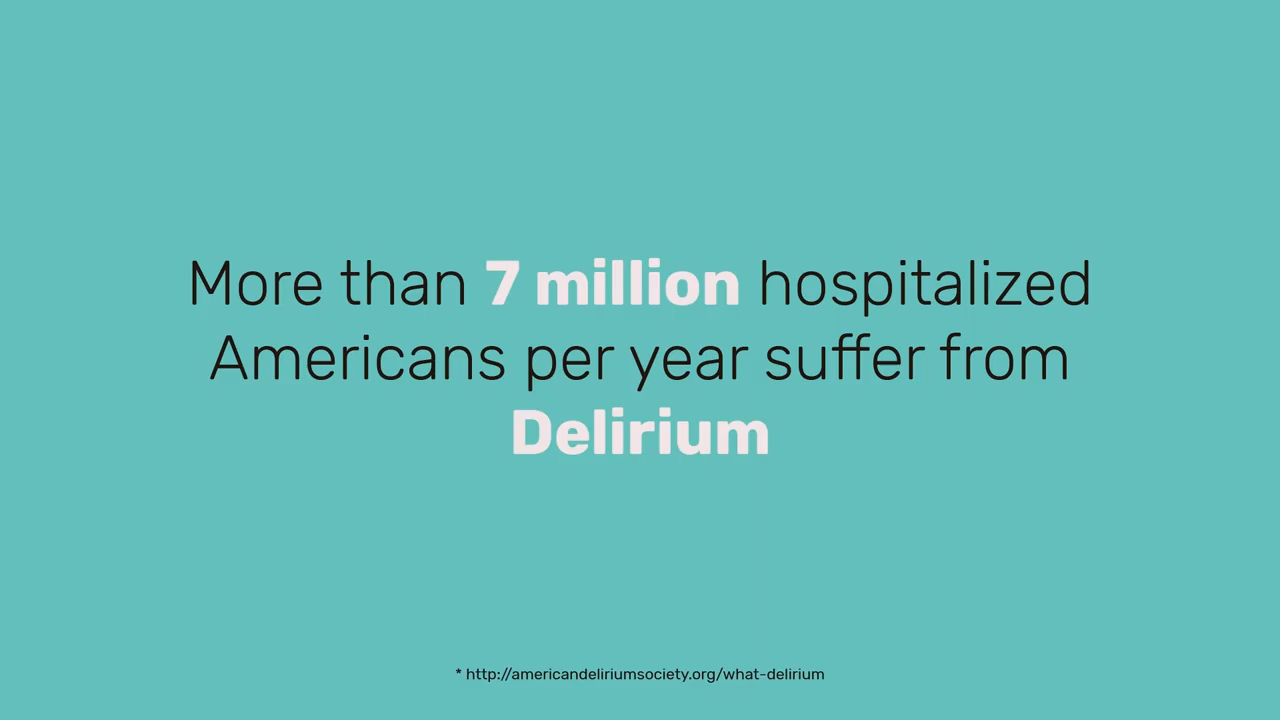 More than 7 million hospitalized
Americans per year suffer from
Delirium
* http://americandeliriumsociety.org/what-delirium